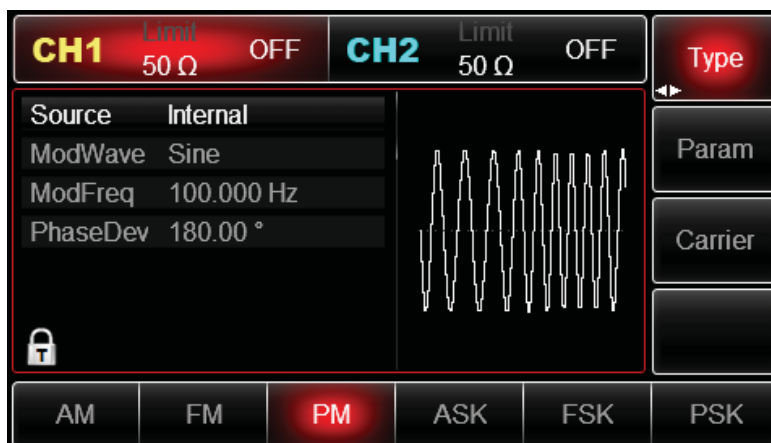 CH1 Limit 50 Ω OFF CH2 Limit 50 Ω OFF Type
Source Internal
ModWave Sine Param
ModFreq 100.000 Hz
PhaseDev 180.00 ° Carrier
T
AM FM PM ASK FSK PSK